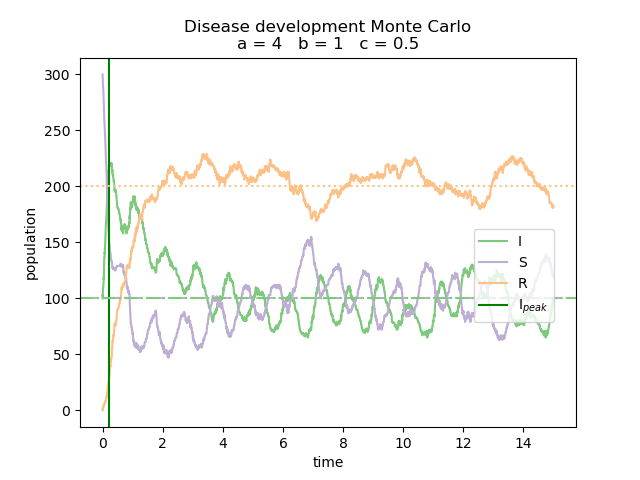 Disease development Monte Carlo
a = 4   b = 1   c = 0.5
300
250
200
150
100
50
0
population
I
S
R
I_peak
0 2 4 6 8 10 12 14
time